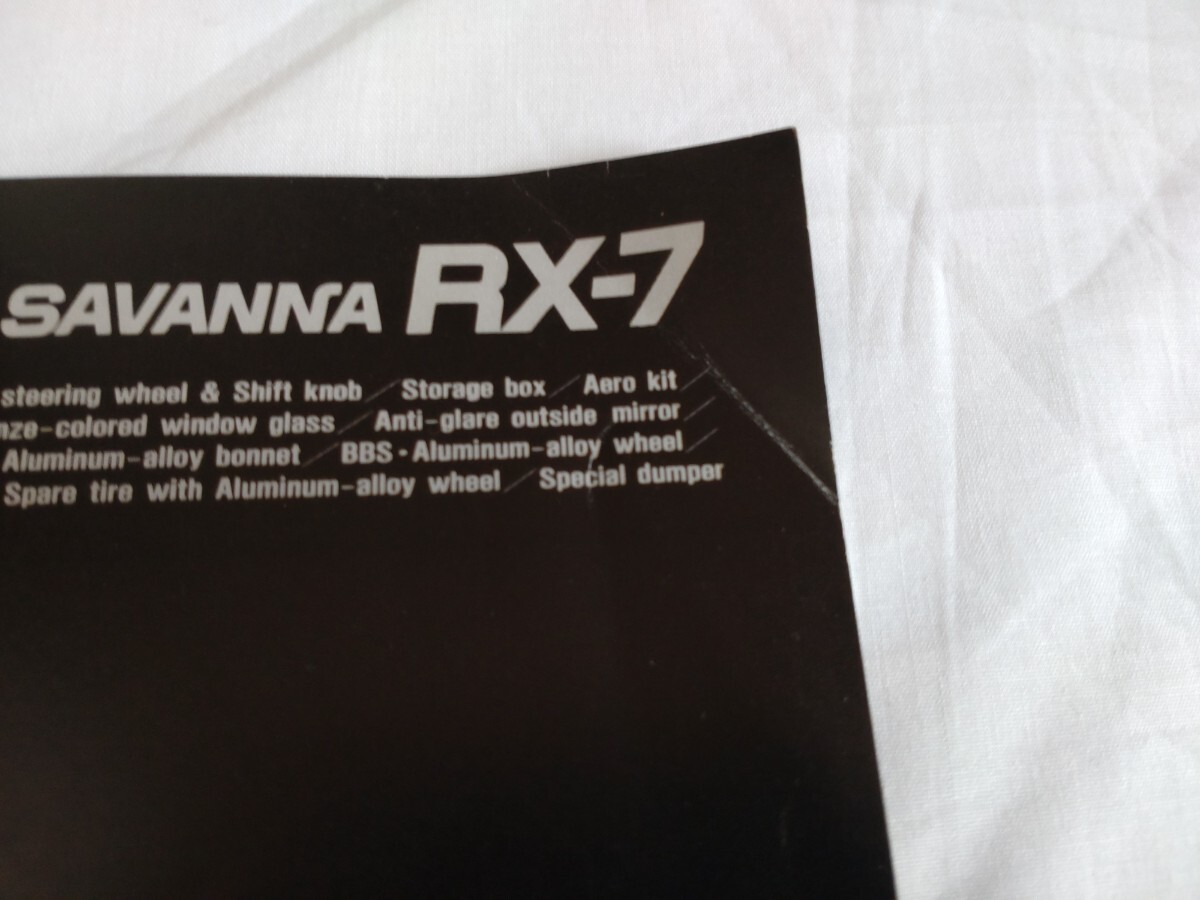 SAVANNA RX-7
steering wheel & Shift knob / Storage box / Aero kit /
nze-colored window glass / Anti-glare outside mirror /
Aluminum-alloy bonnet / BBS・Aluminum-alloy wheel /
Spare tire with Aluminum-alloy wheel / Special dumper